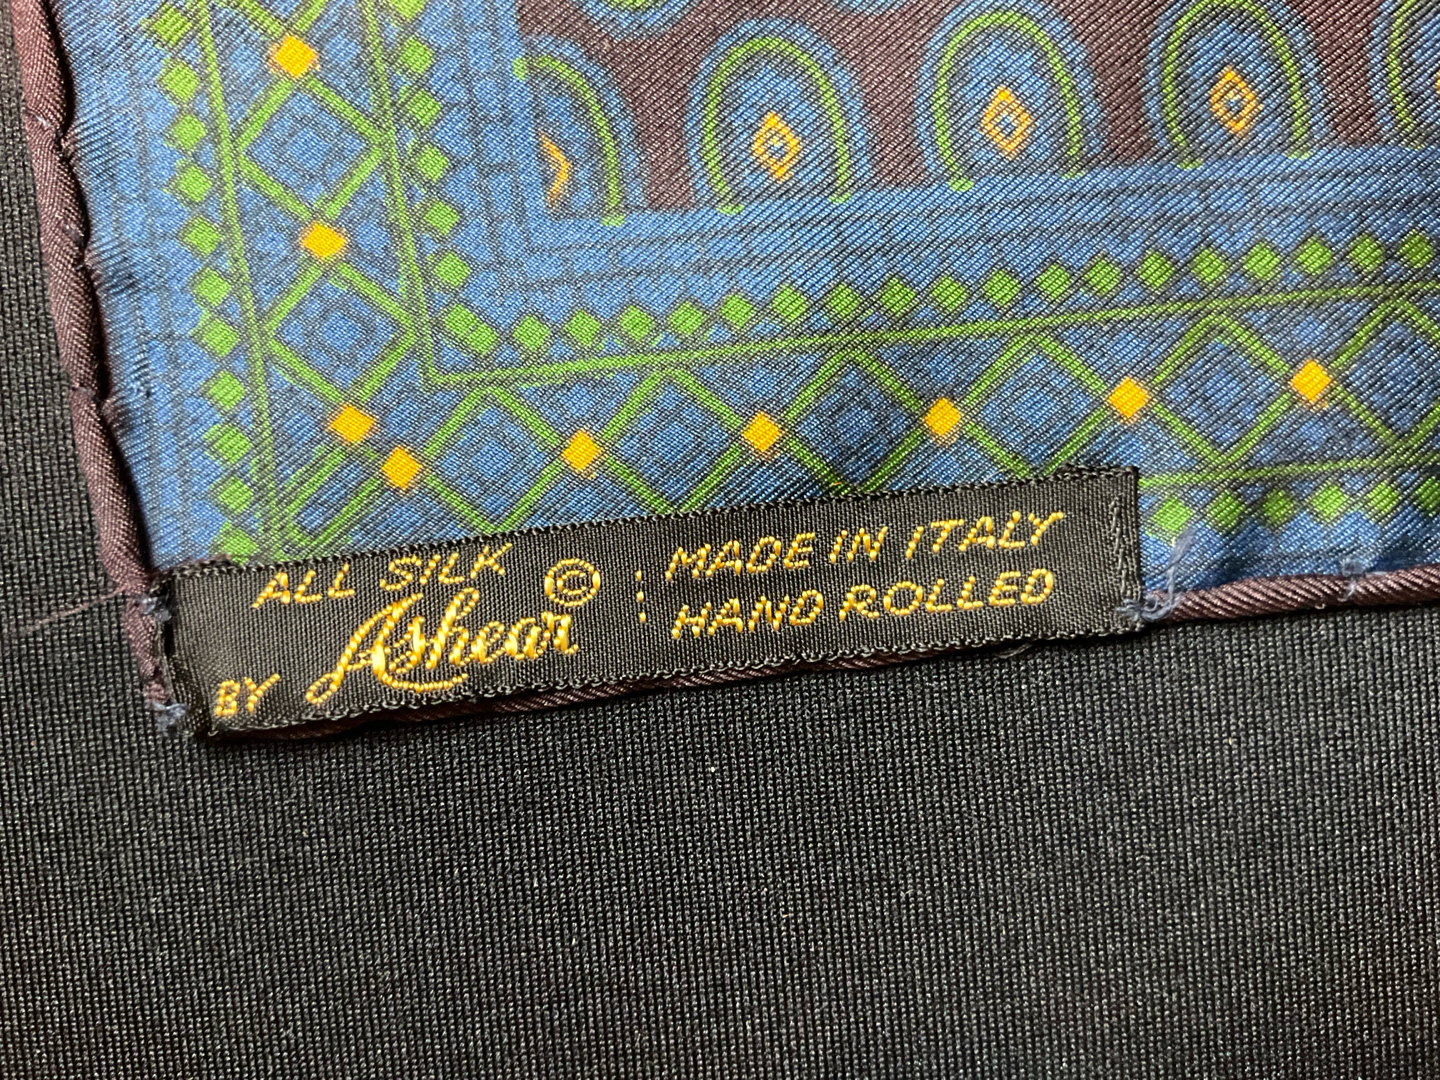 ALL SILK ©
BY Ashear
MADE IN ITALY
HAND ROLLED